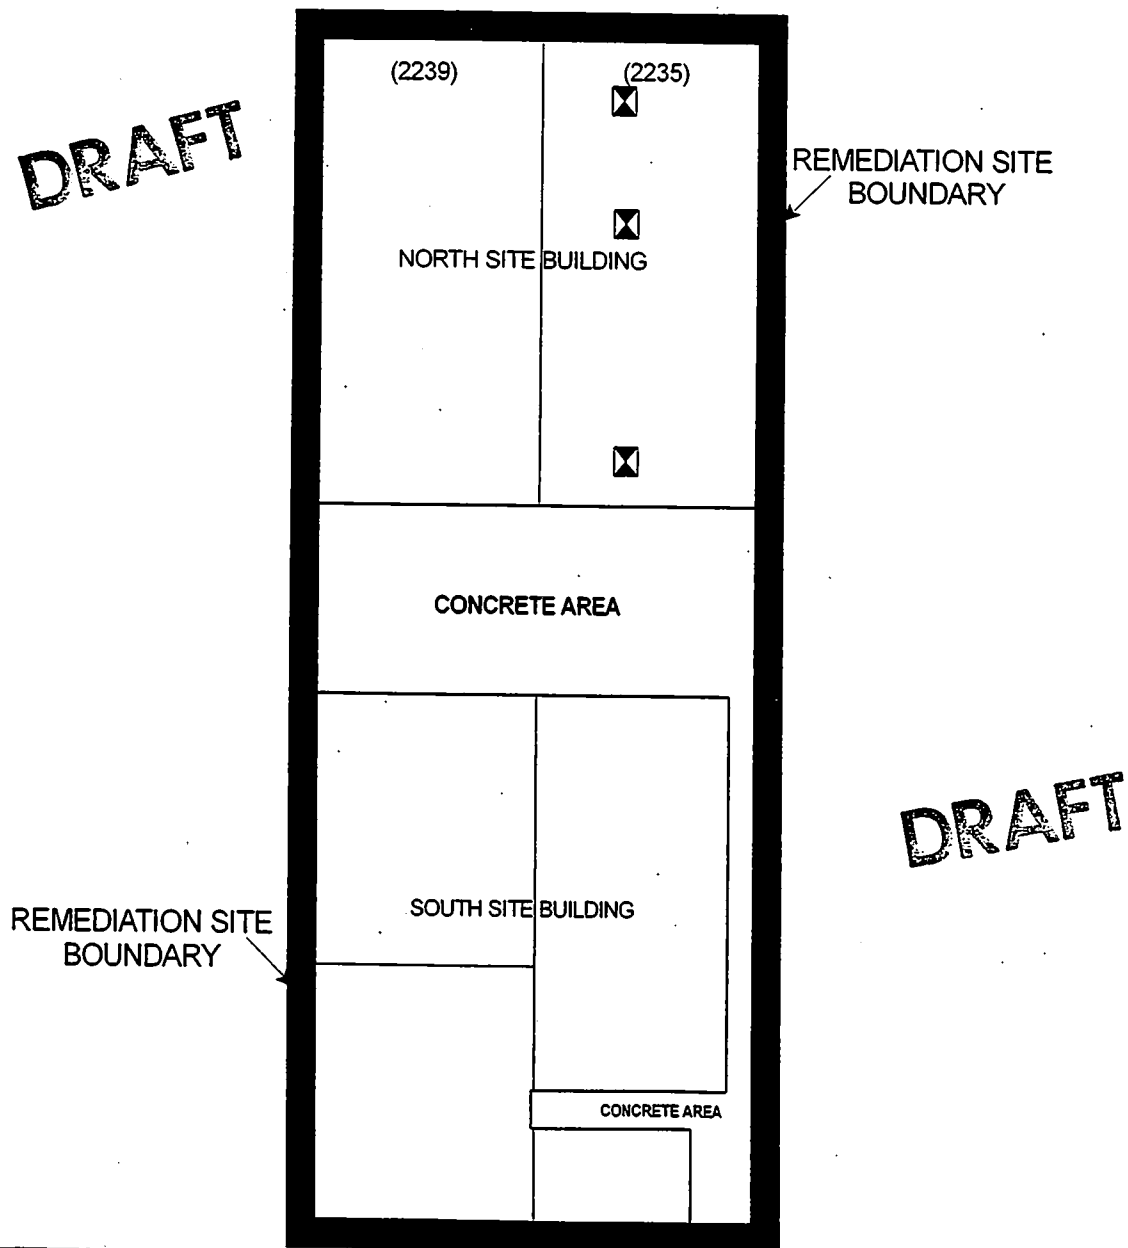 (2239)
(2235)
DRAFT
REMEDIATION SITE
BOUNDARY
NORTH SITE BUILDING
CONCRETE AREA
DRAFT
SOUTH SITE BUILDING
REMEDIATION SITE
BOUNDARY
CONCRETE AREA